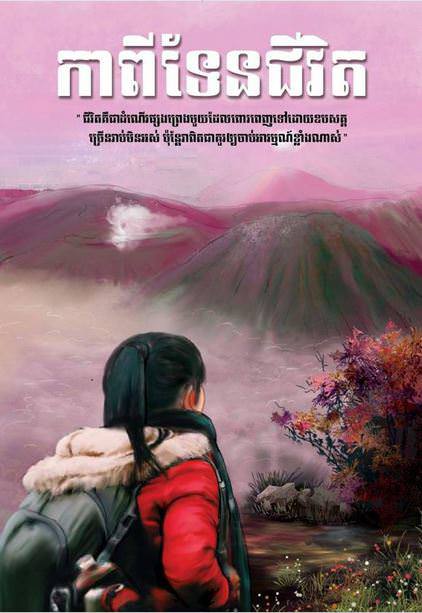 កាពីទែនជីវិត
" ជីវិតគឺជាដំណើរផ្សងព្រេងមួយដែលពោរពេញទៅដោយឧបសគ្គ
ច្រើនរាប់មិនអស់ ប៉ុន្តែវាពិតជាគួរឲ្យចាប់អារម្មណ៍ខ្លាំងណាស់ "